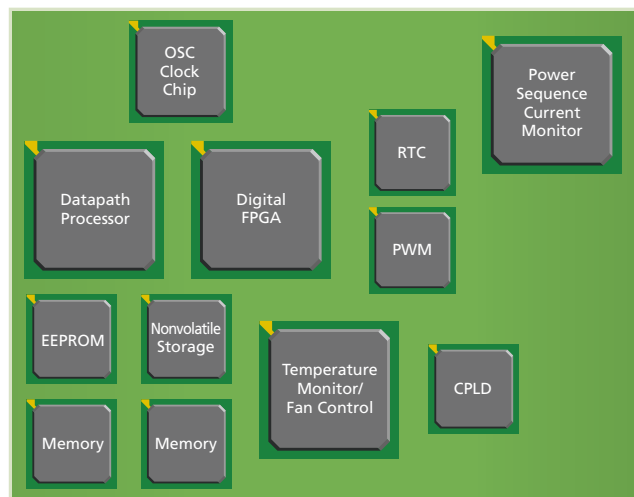 OSC
Clock
Chip
Power
Sequence
Current
Monitor
RTC
Datapath
Processor
Digital
FPGA
PWM
EEPROM
Nonvolatile
Storage
Temperature
Monitor/
Fan Control
CPLD
Memory
Memory